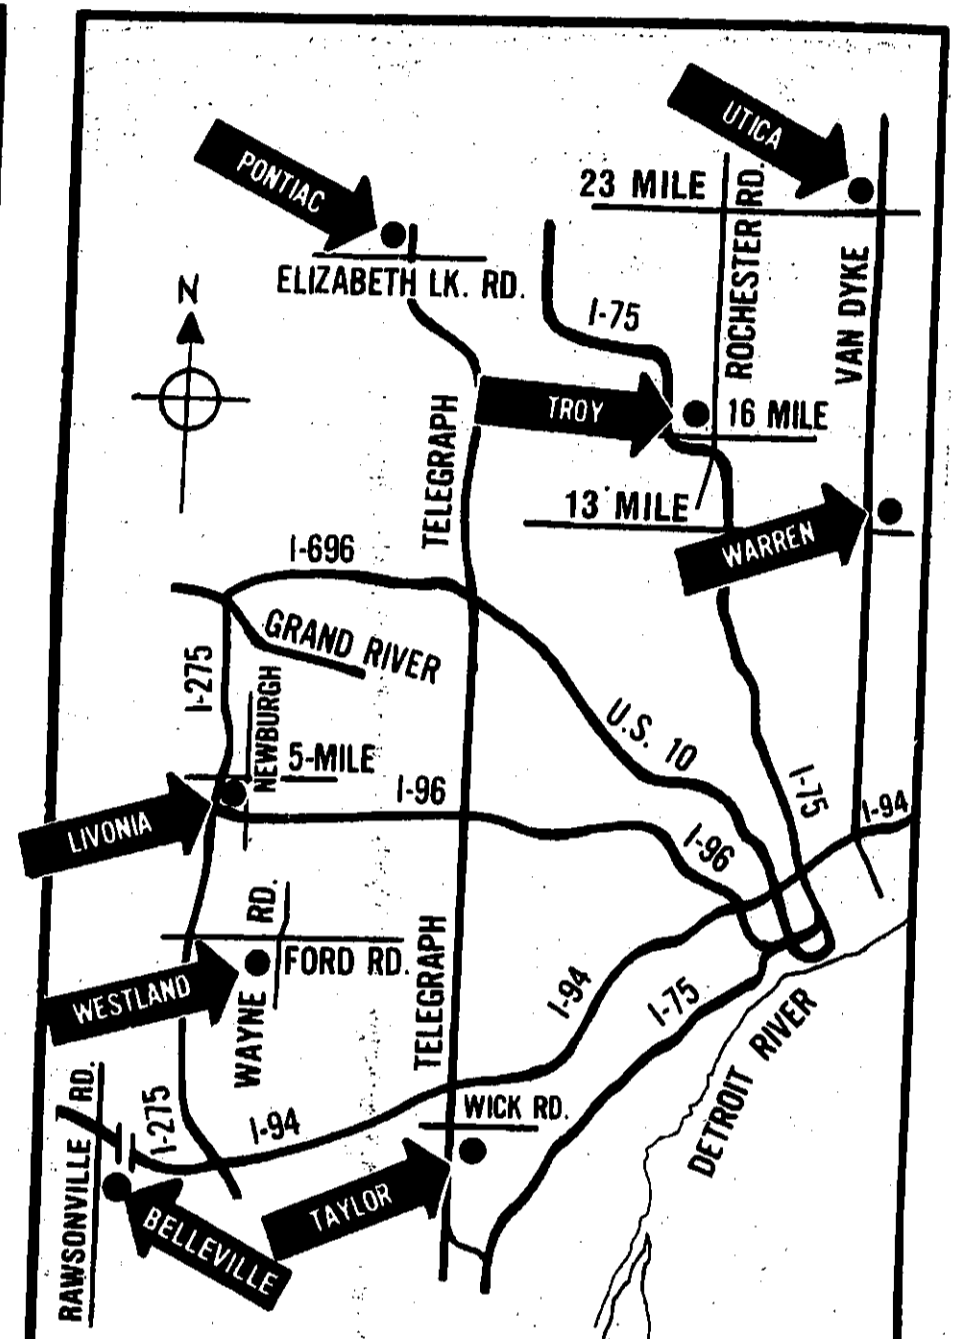 UTICA
PONTIAC
23 MILE
ROCHESTER RD.
ELIZABETH LK. RD.
N
I-75
VAN DYKE
TROY
16 MILE
TELEGRAPH
13 MILE
WARREN
I-696
GRAND RIVER
I-275
NEWBURGH
U.S. 10
5-MILE
I-96
I-75
I-94
LIVONIA
I-96
WAYNE RD.
FORD RD.
TELEGRAPH
WESTLAND
I-94
I-75
DETROIT RIVER
RAWSONVILLE RD.
I-275
I-94
WICK RD.
TAYLOR
BELLEVILLE